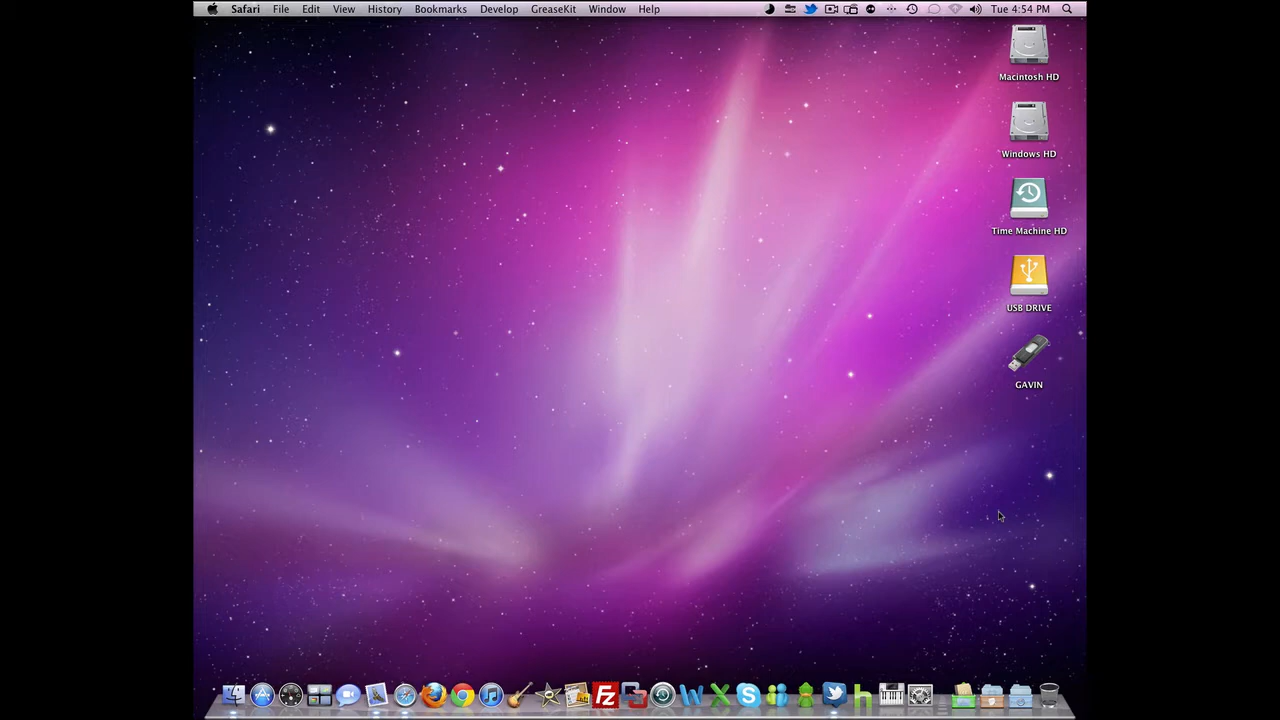 Safari File Edit View History Bookmarks Develop GreaseKit Window Help Tue 4:54 PM
Macintosh HD
Windows HD
Time Machine HD
USB DRIVE
GAVIN
FZ W X S h